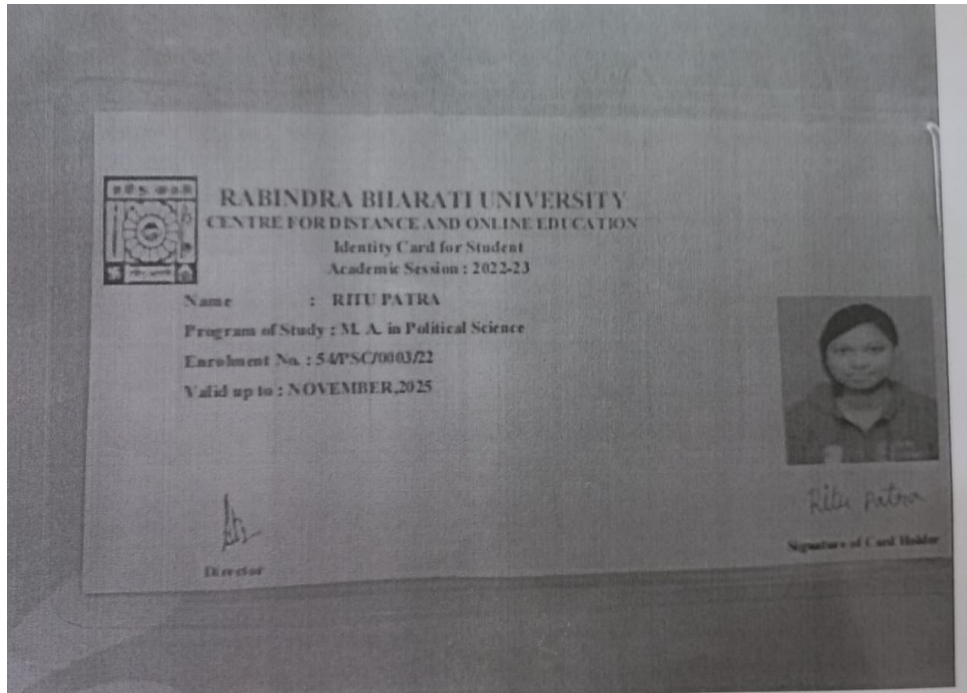 RABINDRA BHARATI UNIVERSITY
CENTRE FOR DISTANCE AND ONLINE EDUCATION
Identity Card for Student
Academic Session : 2022-23
Name : RITU PATRA
Program of Study : M. A. in Political Science
Enrolment No. : 54/PSC/0003/22
Valid up to : NOVEMBER,2025
Ritu Patra
Signature of Card Holder
Director